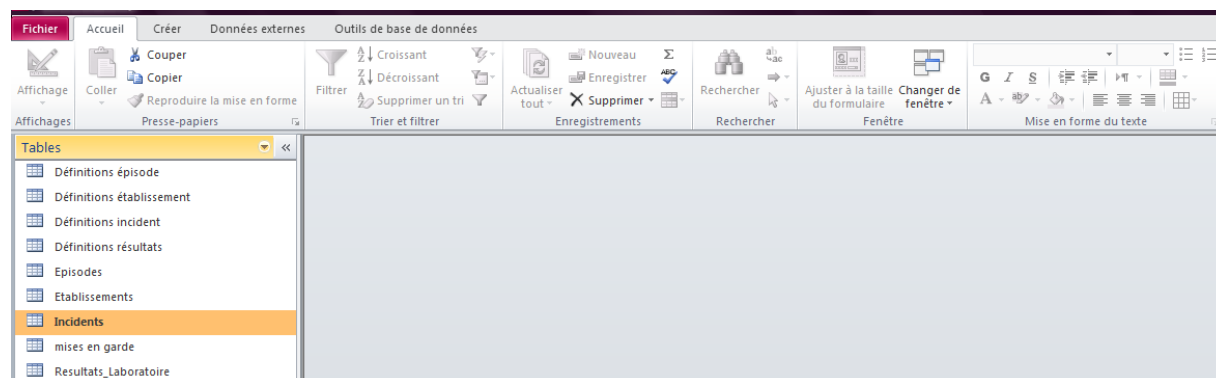 Fichier Accueil Créer Données externes Outils de base de données
Affichage
Coller
Couper
Copier
Reproduire la mise en forme
Filtrer
Croissant
Décroissant
Supprimer un tri
Actualiser tout
Nouveau
Enregistrer
Supprimer
Rechercher
Ajuster à la taille du formulaire
Changer de fenêtre
G I S
A
Affichages Presse-papiers Trier et filtrer Enregistrements Rechercher Fenêtre Mise en forme du texte
Tables
Définitions épisode
Définitions établissement
Définitions incident
Définitions résultats
Episodes
Etablissements
Incidents
mises en garde
Resultats_Laboratoire